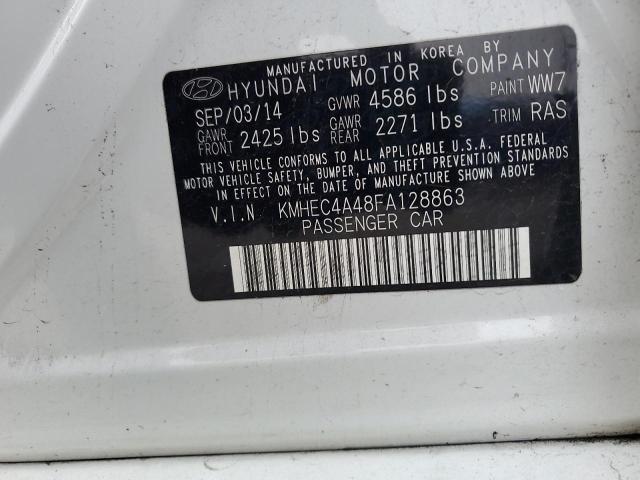 MANUFACTURED IN KOREA BY
HYUNDAI MOTOR COMPANY
SEP/03/14 GVWR 4586 lbs PAINT WW7
GAWR FRONT 2425 lbs GAWR REAR 2271 lbs TRIM RAS
THIS VEHICLE CONFORMS TO ALL APPLICABLE U.S.A. FEDERAL
MOTOR VEHICLE SAFETY, BUMPER, AND THEFT PREVENTION STANDARDS
IN EFFECT ON THE DATE OF MANUFACTURE SHOWN ABOVE.
V.I.N KMHEC4A48FA128863
PASSENGER CAR